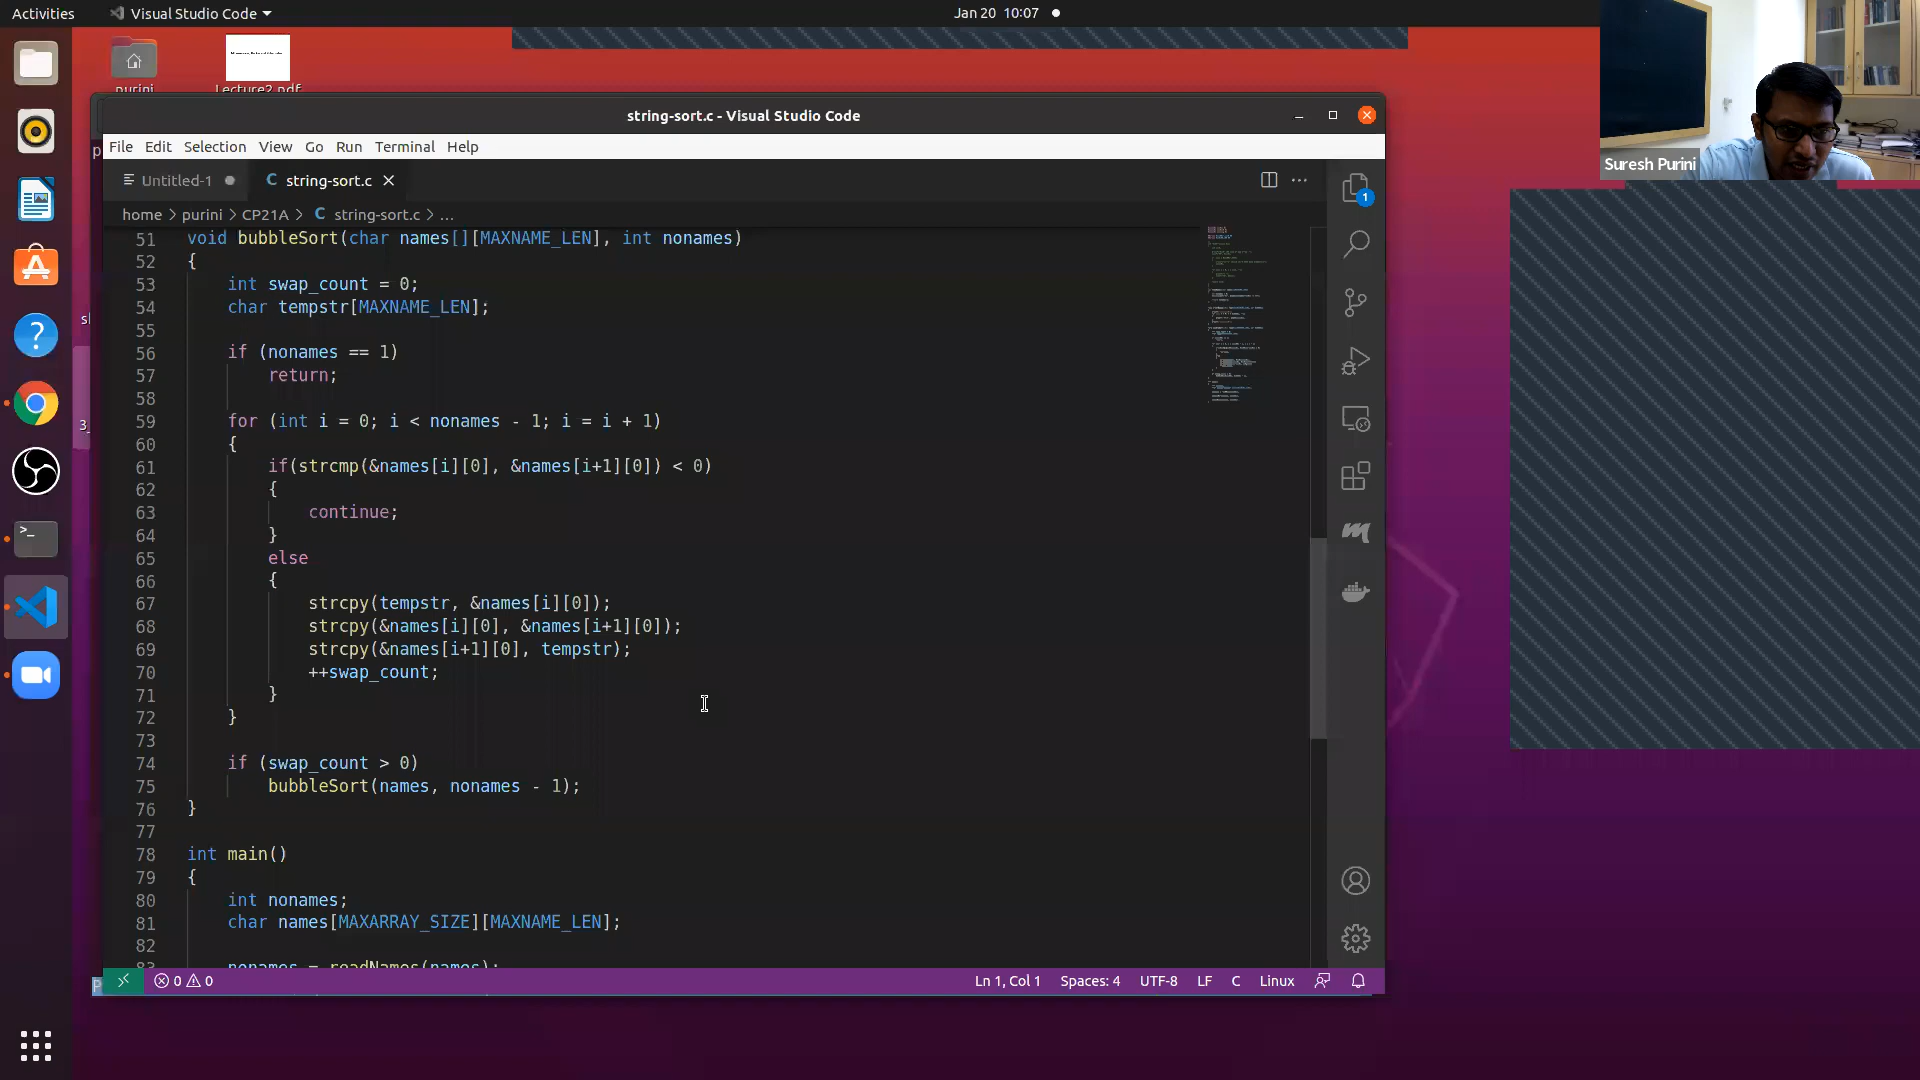 Activities
Visual Studio Code
Jan 20 10:07
purini
Lecture2.pdf
Suresh Purini
string-sort.c - Visual Studio Code
File Edit Selection View Go Run Terminal Help
Untitled-1
C string-sort.c
home > purini > CP21A > C string-sort.c > ...
1
51 void bubbleSort(char names[][MAXNAME_LEN], int nonames)
52 {
53 int swap_count = 0;
54 char tempstr[MAXNAME_LEN];
55
56 if (nonames == 1)
57 return;
58
59 for (int i = 0; i < nonames - 1; i = i + 1)
60 {
61 if(strcmp(&names[i][0], &names[i+1][0]) < 0)
62 {
63 continue;
64 }
65 else
66 {
67 strcpy(tempstr, &names[i][0]);
68 strcpy(&names[i][0], &names[i+1][0]);
69 strcpy(&names[i+1][0], tempstr);
70 ++swap_count;
71 }
72 }
73
74 if (swap_count > 0)
75 bubbleSort(names, nonames - 1);
76 }
77
78 int main()
79 {
80 int nonames;
81 char names[MAXARRAY_SIZE][MAXNAME_LEN];
82
83 nonames = readNames(names);
0 0
Ln 1, Col 1
Spaces: 4
UTF-8
LF
C
Linux